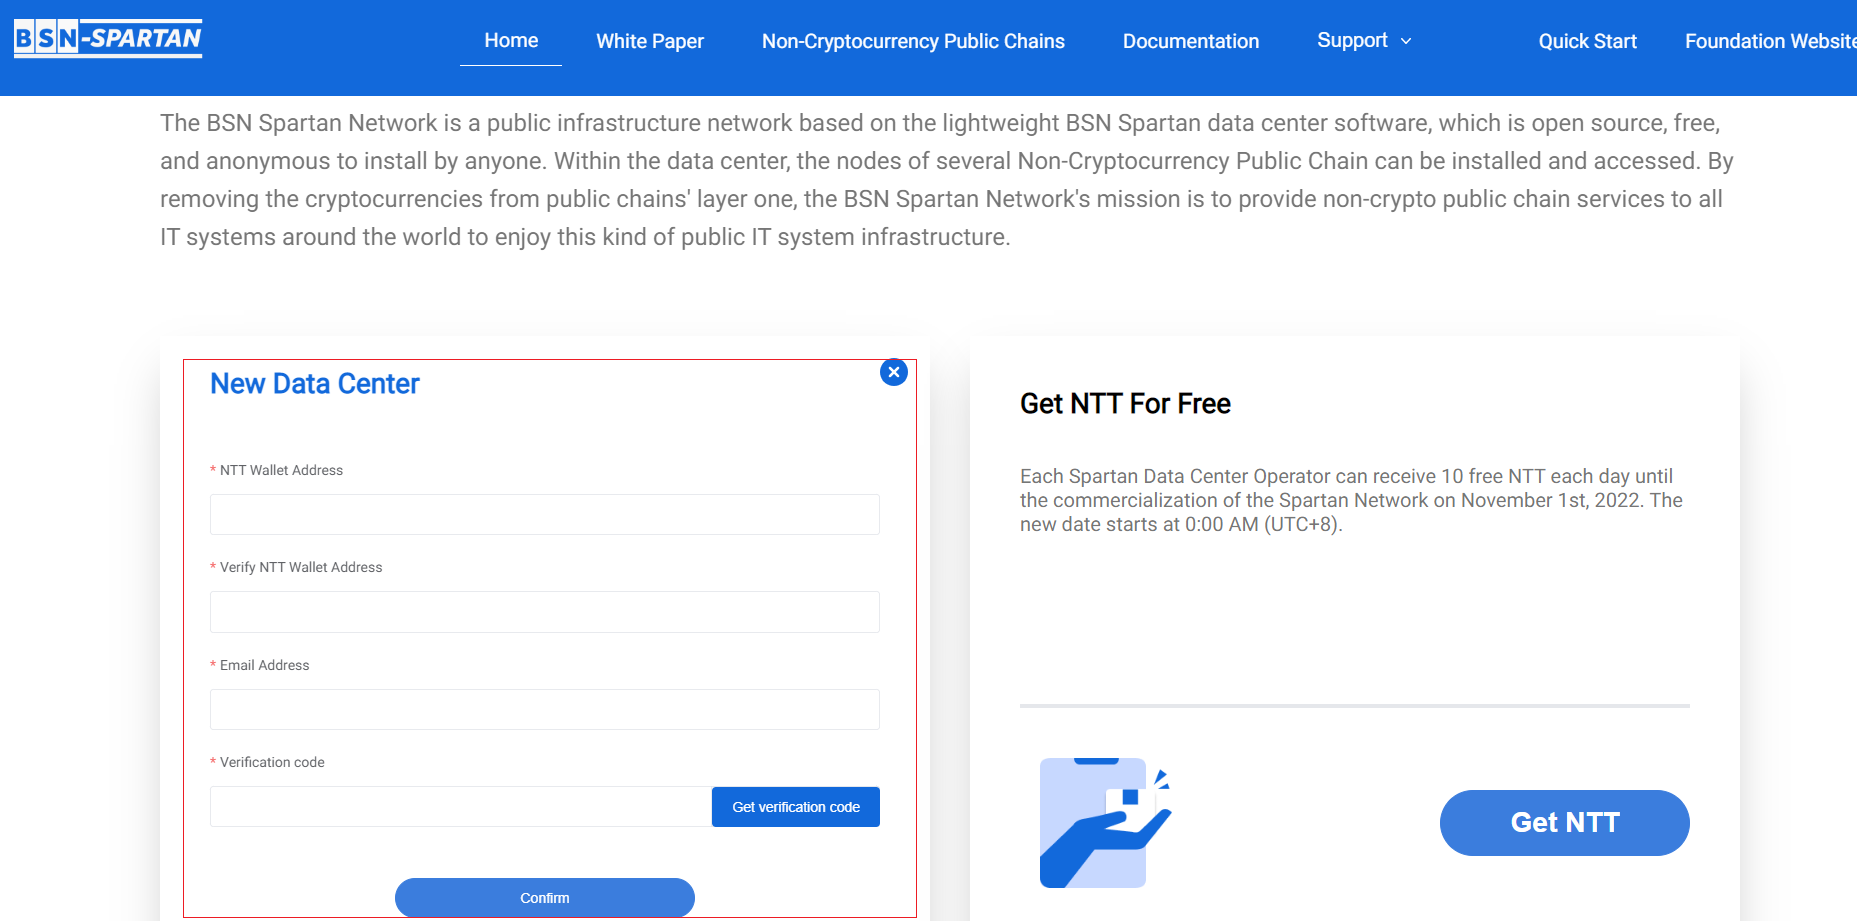 BSN-SPARTAN
Home
White Paper
Non-Cryptocurrency Public Chains
Documentation
Support
Quick Start
Foundation Website
The BSN Spartan Network is a public infrastructure network based on the lightweight BSN Spartan data center software, which is open source, free,
and anonymous to install by anyone. Within the data center, the nodes of several Non-Cryptocurrency Public Chain can be installed and accessed. By
removing the cryptocurrencies from public chains' layer one, the BSN Spartan Network's mission is to provide non-crypto public chain services to all
IT systems around the world to enjoy this kind of public IT system infrastructure.
New Data Center
* NTT Wallet Address
* Verify NTT Wallet Address
* Email Address
* Verification code
Get verification code
Confirm
Get NTT For Free
Each Spartan Data Center Operator can receive 10 free NTT each day until
the commercialization of the Spartan Network on November 1st, 2022. The
new date starts at 0:00 AM (UTC+8).
Get NTT